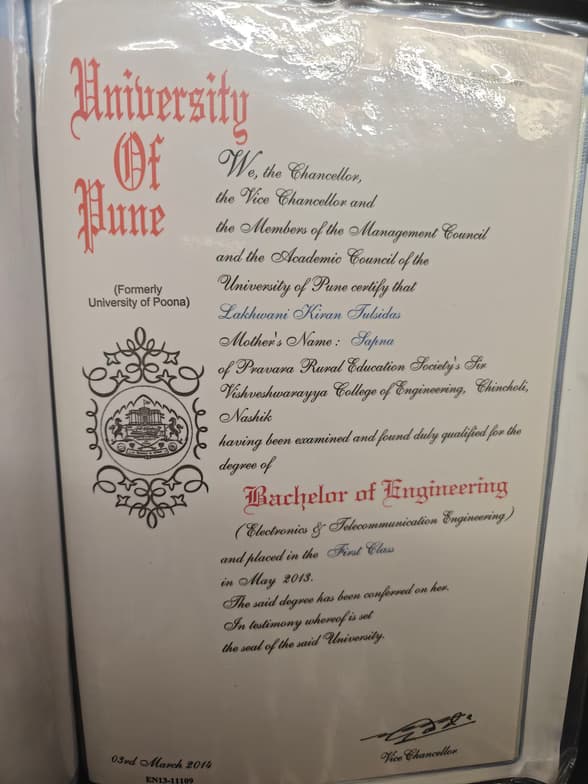 University
Of
Pune
(Formerly
University of Poona)
We, the Chancellor,
the Vice Chancellor and
the Members of the Management Council
and the Academic Council of the
University of Pune certify that
Lakhwani Kiran Tulsidas
Mother's Name : Sapna
of Pravara Rural Education Society's Sir
Vishveshwarayya College of Engineering, Chincholi,
Nashik
having been examined and found duly qualified for the
degree of
Bachelor of Engineering
(Electronics & Telecommunication Engineering)
and placed in the First Class
in May 2013.
The said degree has been conferred on her.
In testimony whereof is set
the seal of the said University.
Vice Chancellor
03rd March 2014
EN13-11109